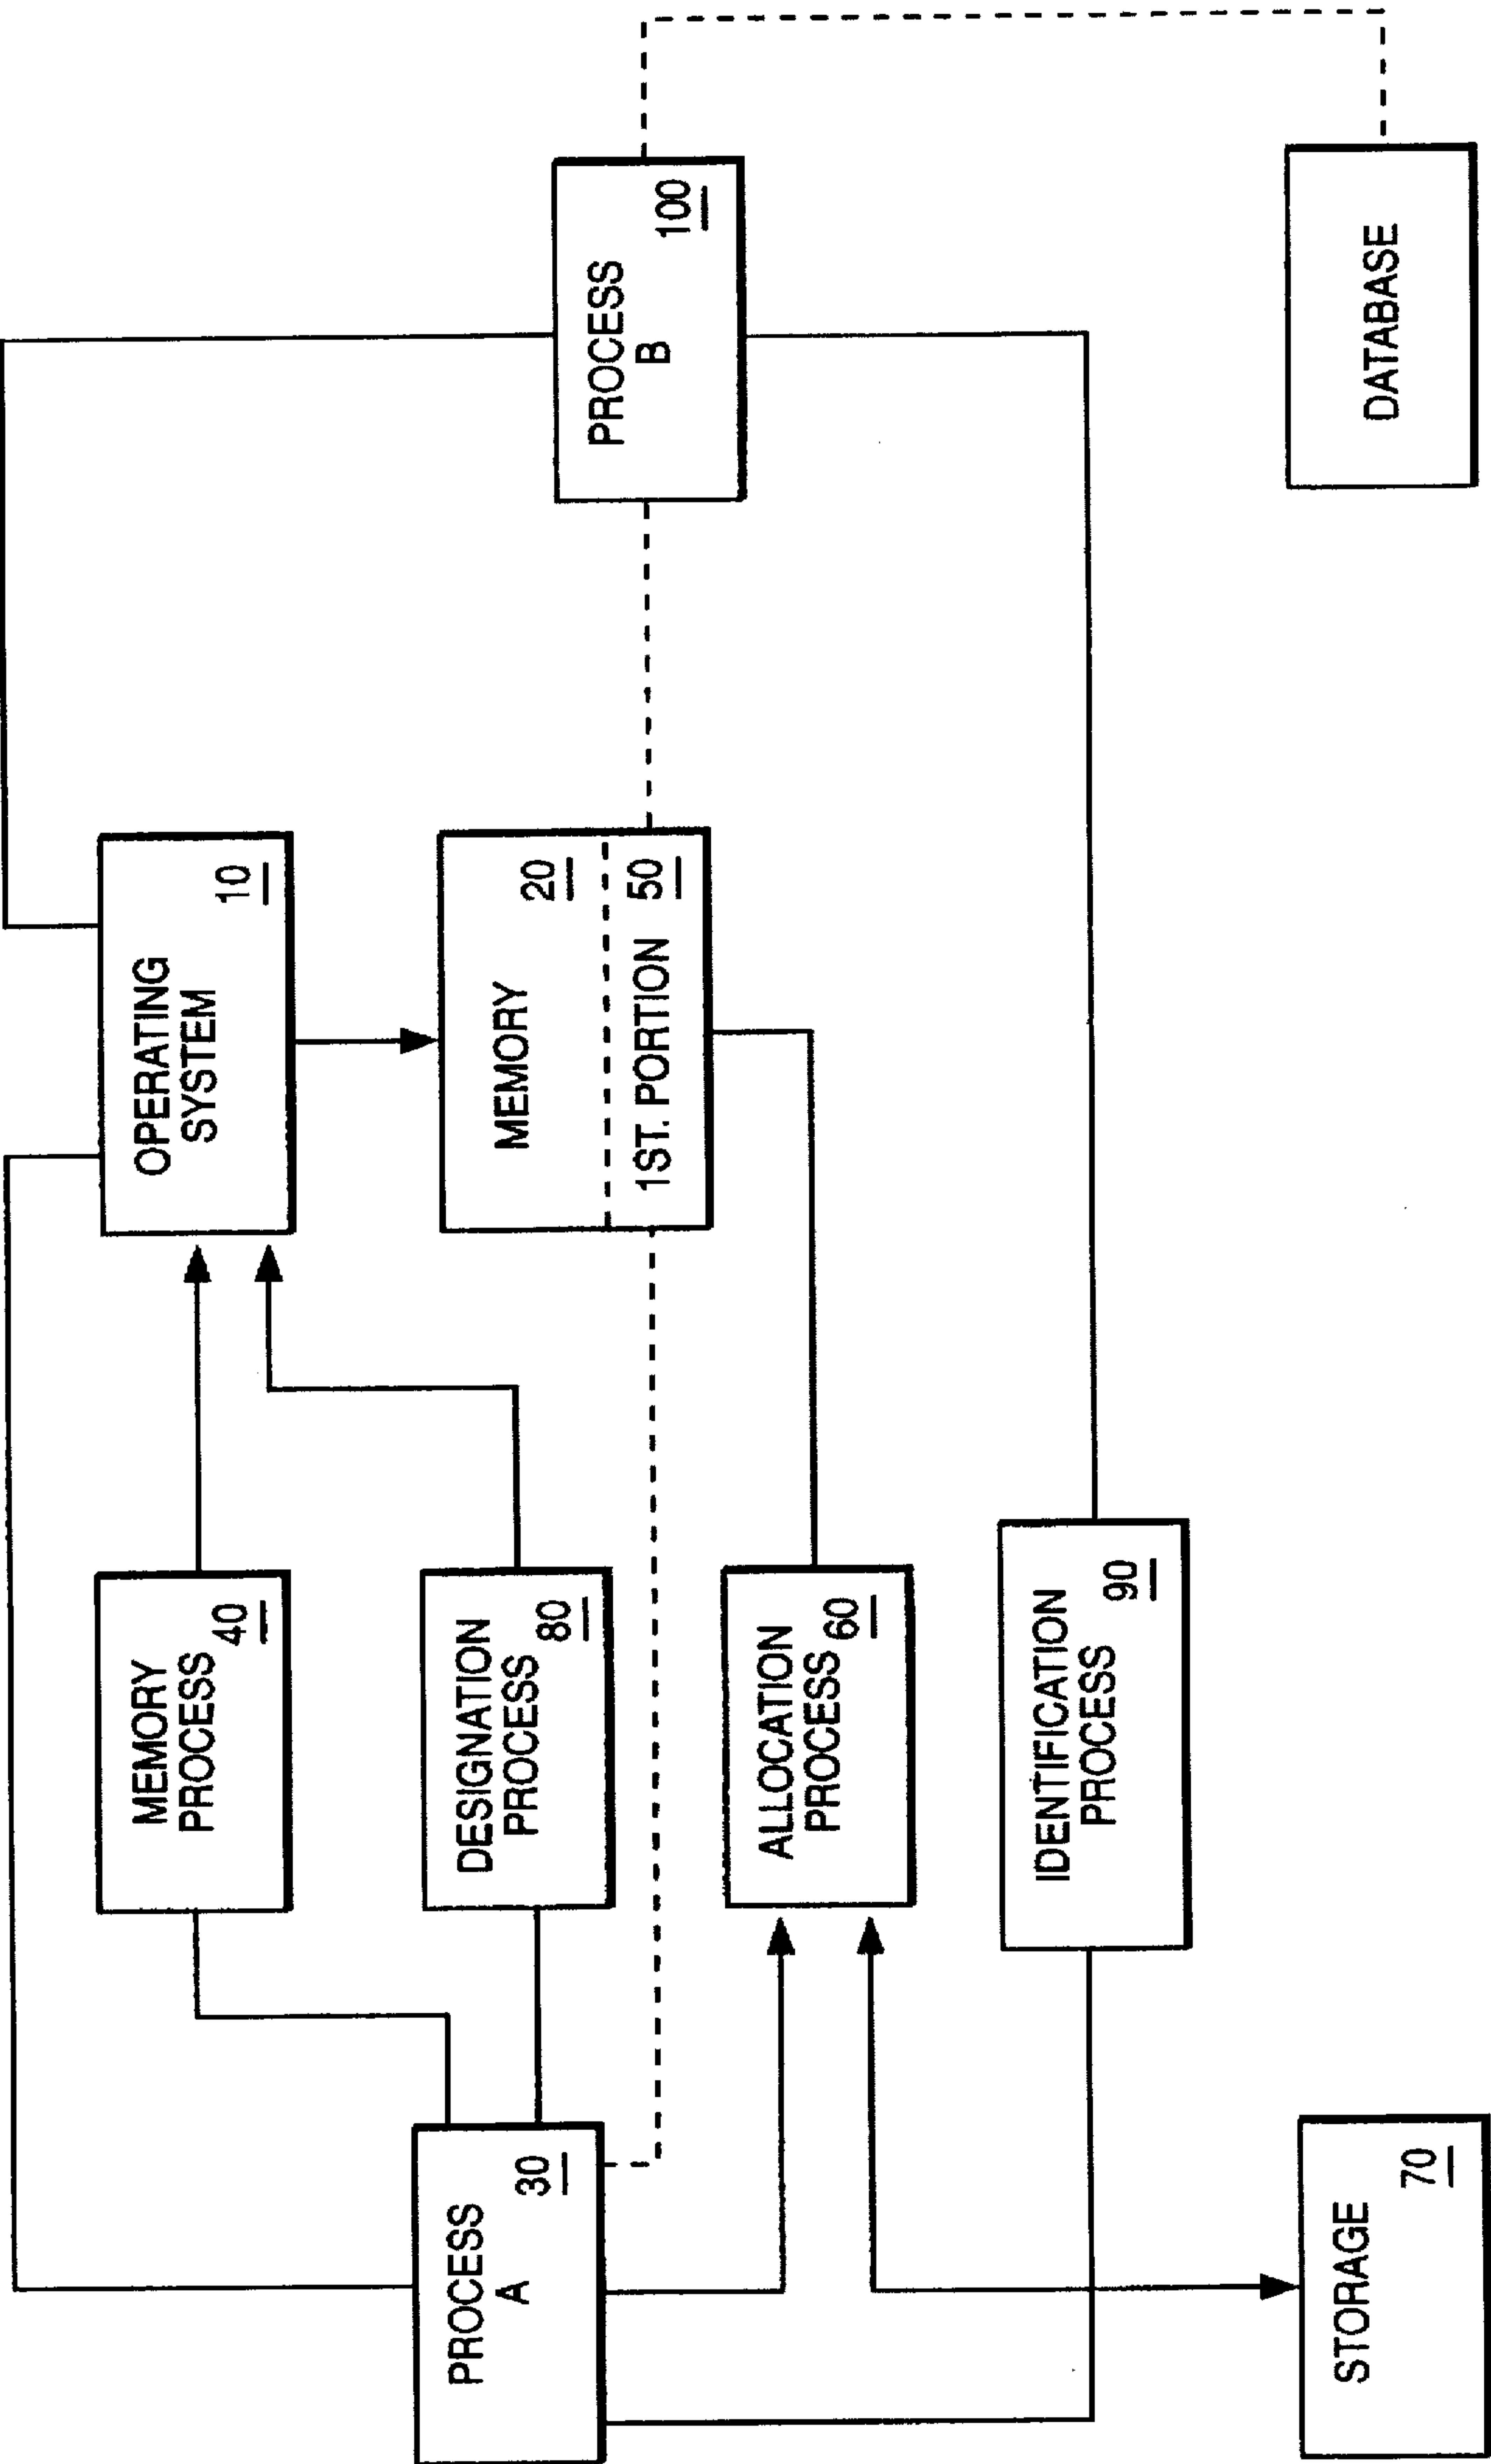 OPERATING
SYSTEM
10
MEMORY
PROCESS
40
MEMORY
20
1ST. PORTION 50
DESIGNATION
PROCESS
80
PROCESS
A
30
PROCESS
B
100
ALLOCATION
PROCESS 60
IDENTIFICATION
PROCESS
90
STORAGE
70
DATABASE